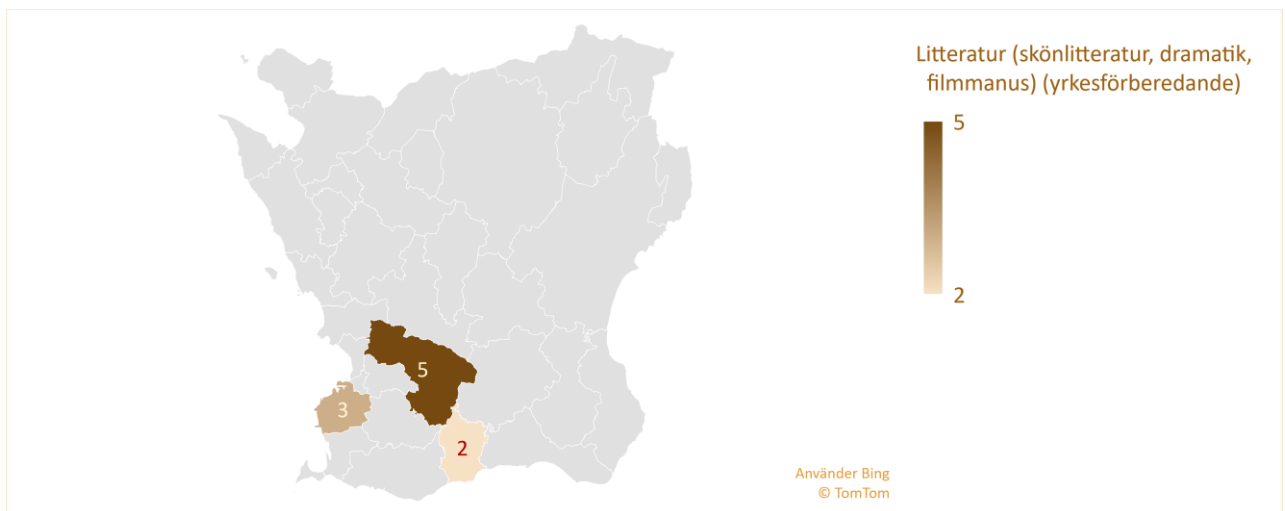 Litteratur (skönlitteratur, dramatik,
filmmanus) (yrkesförberedande)
5
2
5
3
2
Använder Bing
© TomTom